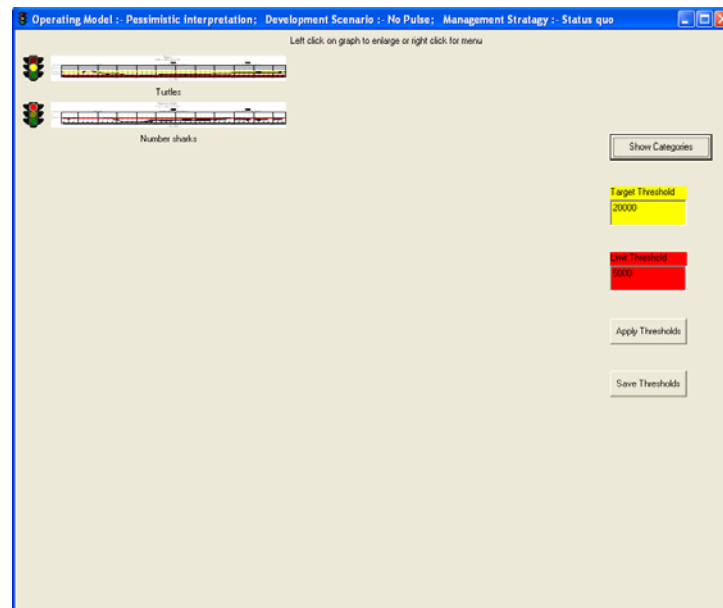 Operating Model :- Pessimistic interpretation; Development Scenario :- No Pulse; Management Stratagy :- Status quo
Left click on graph to enlarge or right click for menu
Turtles
Number sharks
Show Categories
Target Threshold
20000
Limit Threshold
5000
Apply Thresholds
Save Thresholds